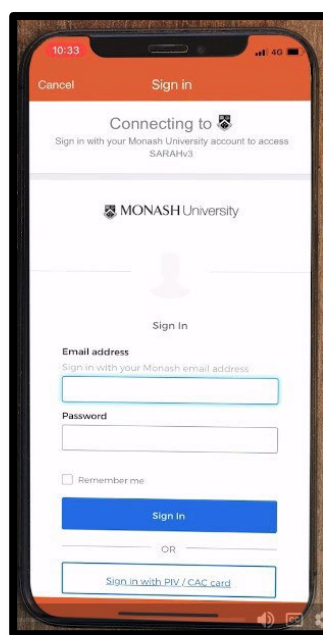 10:33
4G
Cancel
Sign in
Connecting to
Sign in with your Monash University account to access
SARAHv3
MONASH University
Sign In
Email address
Sign in with your Monash email address
Password
Remember me
Sign In
OR
Sign in with PIV / CAC card
CC